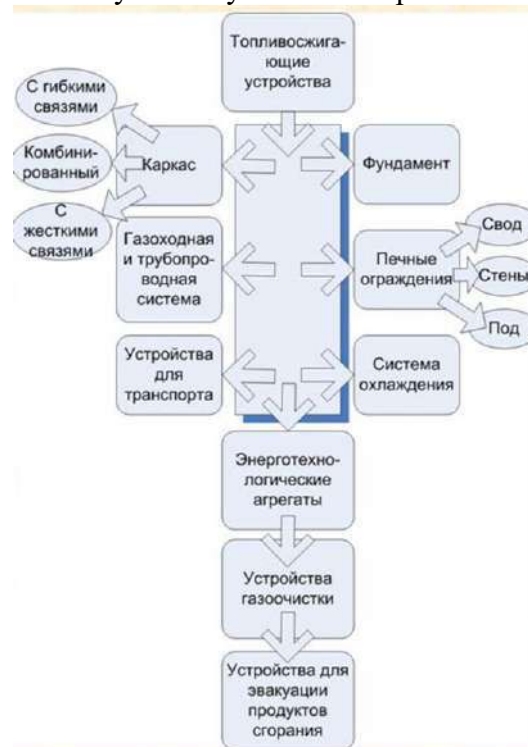 Топливосжига-
ющие
устройства
С гибкими
связями
Комбини-
рованный
С
жесткими
связями
Каркас
Фундамент
Газоходная
и трубопро-
водная
система
Печные
ограждения
Свод
Стены
Под
Устройства
для
транспорта
Система
охлаждения
Энерготехно-
логические
агрегаты
Устройства
газоочистки
Устройства для
эвакуации
продуктов
сгорания